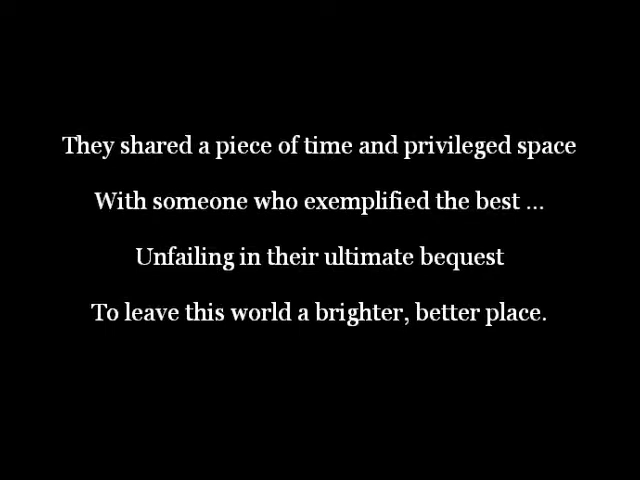 They shared a piece of time and privileged space
With someone who exemplified the best ...
Unfailing in their ultimate bequest
To leave this world a brighter, better place.